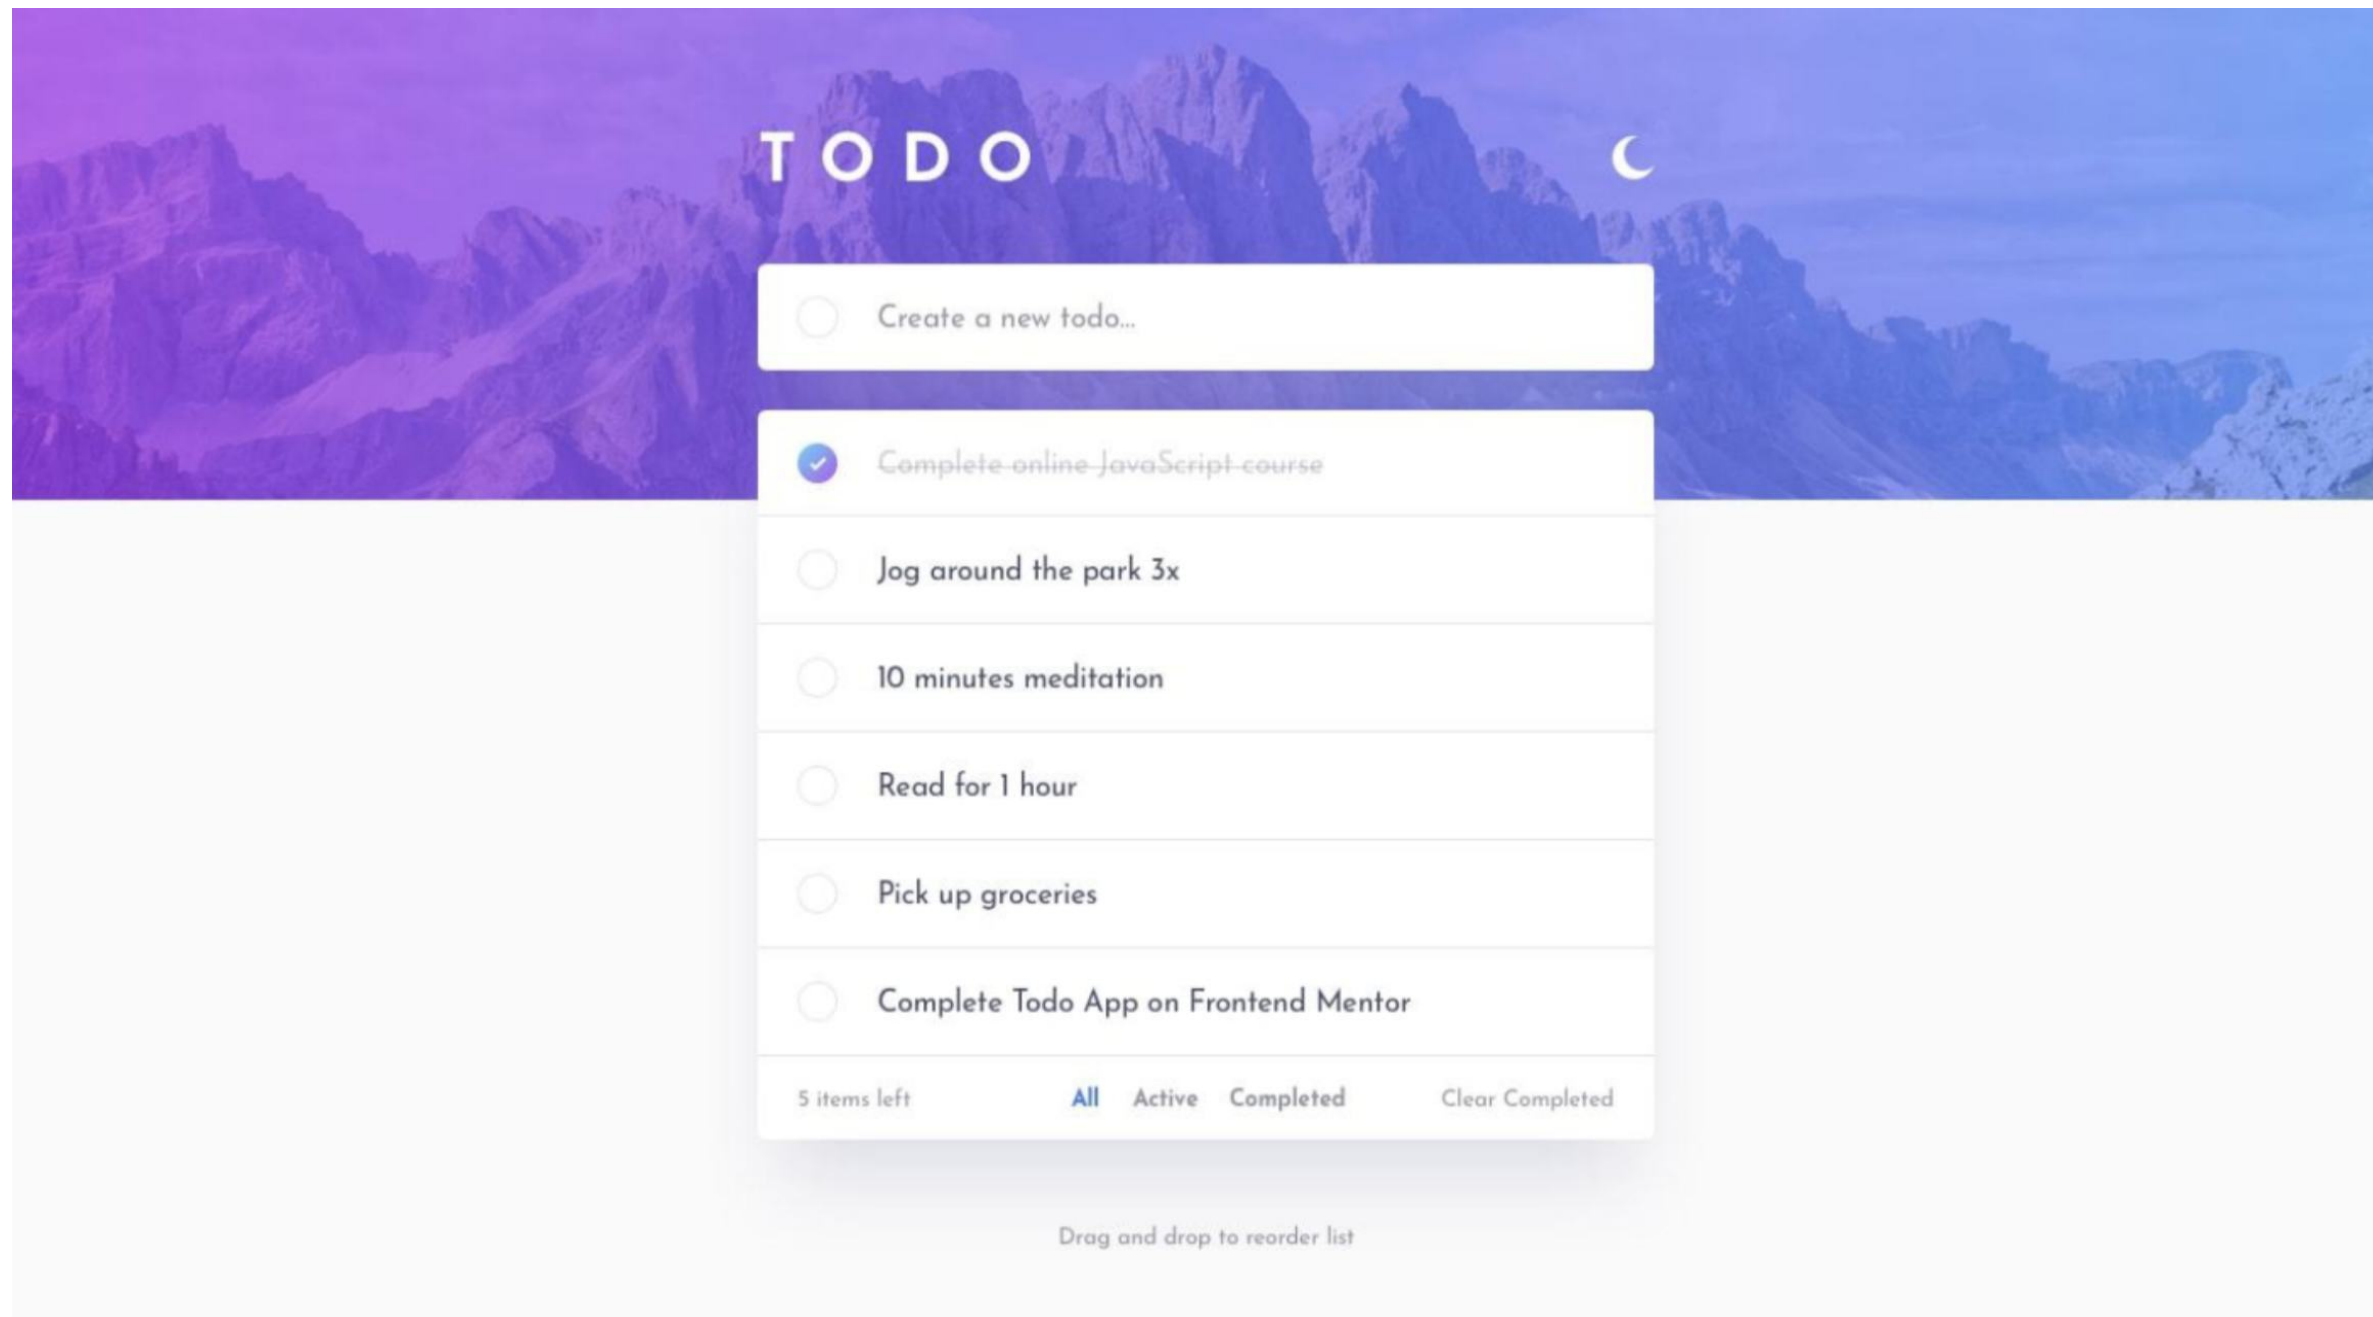 TODO
Create a new todo...
Complete online JavaScript course
Jog around the park 3x
10 minutes meditation
Read for 1 hour
Pick up groceries
Complete Todo App on Frontend Mentor
5 items left All Active Completed Clear Completed
Drag and drop to reorder list